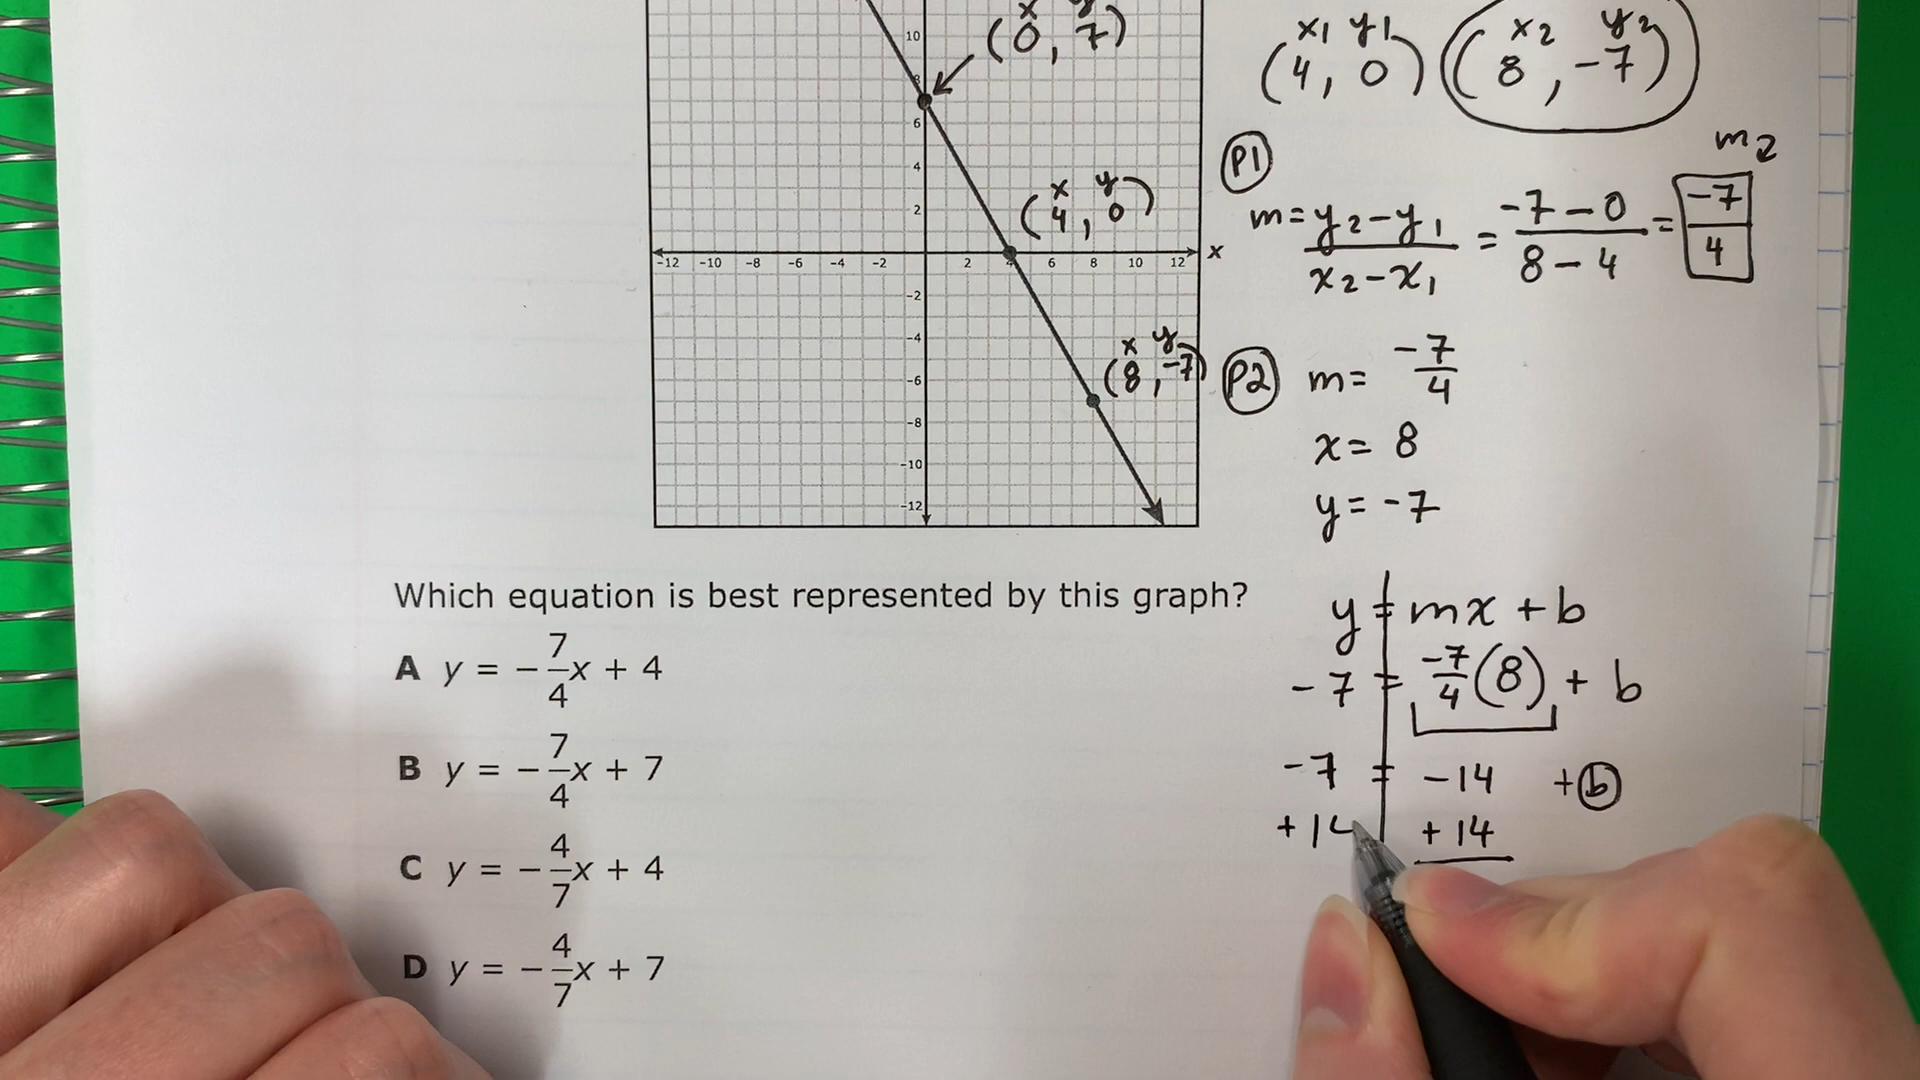 x y
(0, 7)
10
8
6
4
2
-12 -10 -8 -6 -4 -2 2 4 6 8 10 12 x
-2
-4
-6
-8
-10
-12
x y
(4, 0)
x y
(8, -7)
x1 y1
(4, 0)
x2 y2
(8, -7)
P1
m2
m = y2 - y1 / x2 - x1 = -7 - 0 / 8 - 4 = -7/4
P2 m = -7/4
x = 8
y = -7
Which equation is best represented by this graph?
A y = -7/4x + 4
B y = -7/4x + 7
C y = -4/7x + 4
D y = -4/7x + 7
y = mx + b
-7 = -7/4(8) + b
-7 = -14 + b
+14 +14